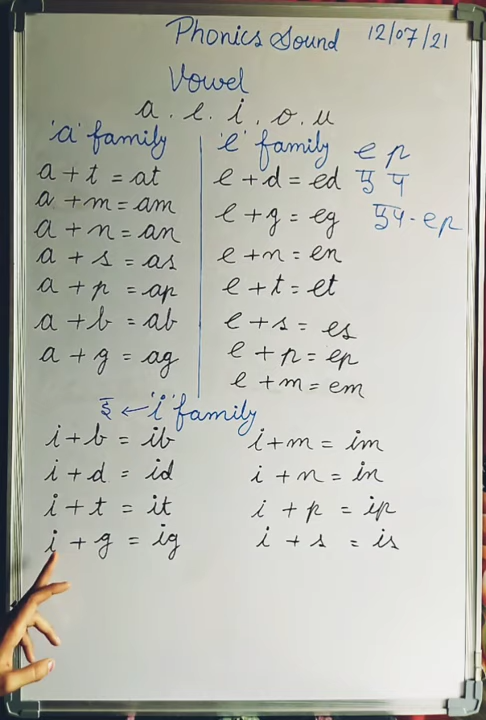 Phonics Sound 12/07/21
Vowel
a. e. i. o. u
'a' family
a + t = at
a + m = am
a + n = an
a + s = as
a + p = ap
a + b = ab
a + g = ag
'e' family
e + d = ed
e + g = eg
e + n = en
e + t = et
e + s = es
e + p = ep
e + m = em
e p
ए प
एप - ep
इ ← 'i' family
i + b = ib
i + d = id
i + t = it
i + g = ig
i + m = im
i + n = in
i + p = ip
i + s = is